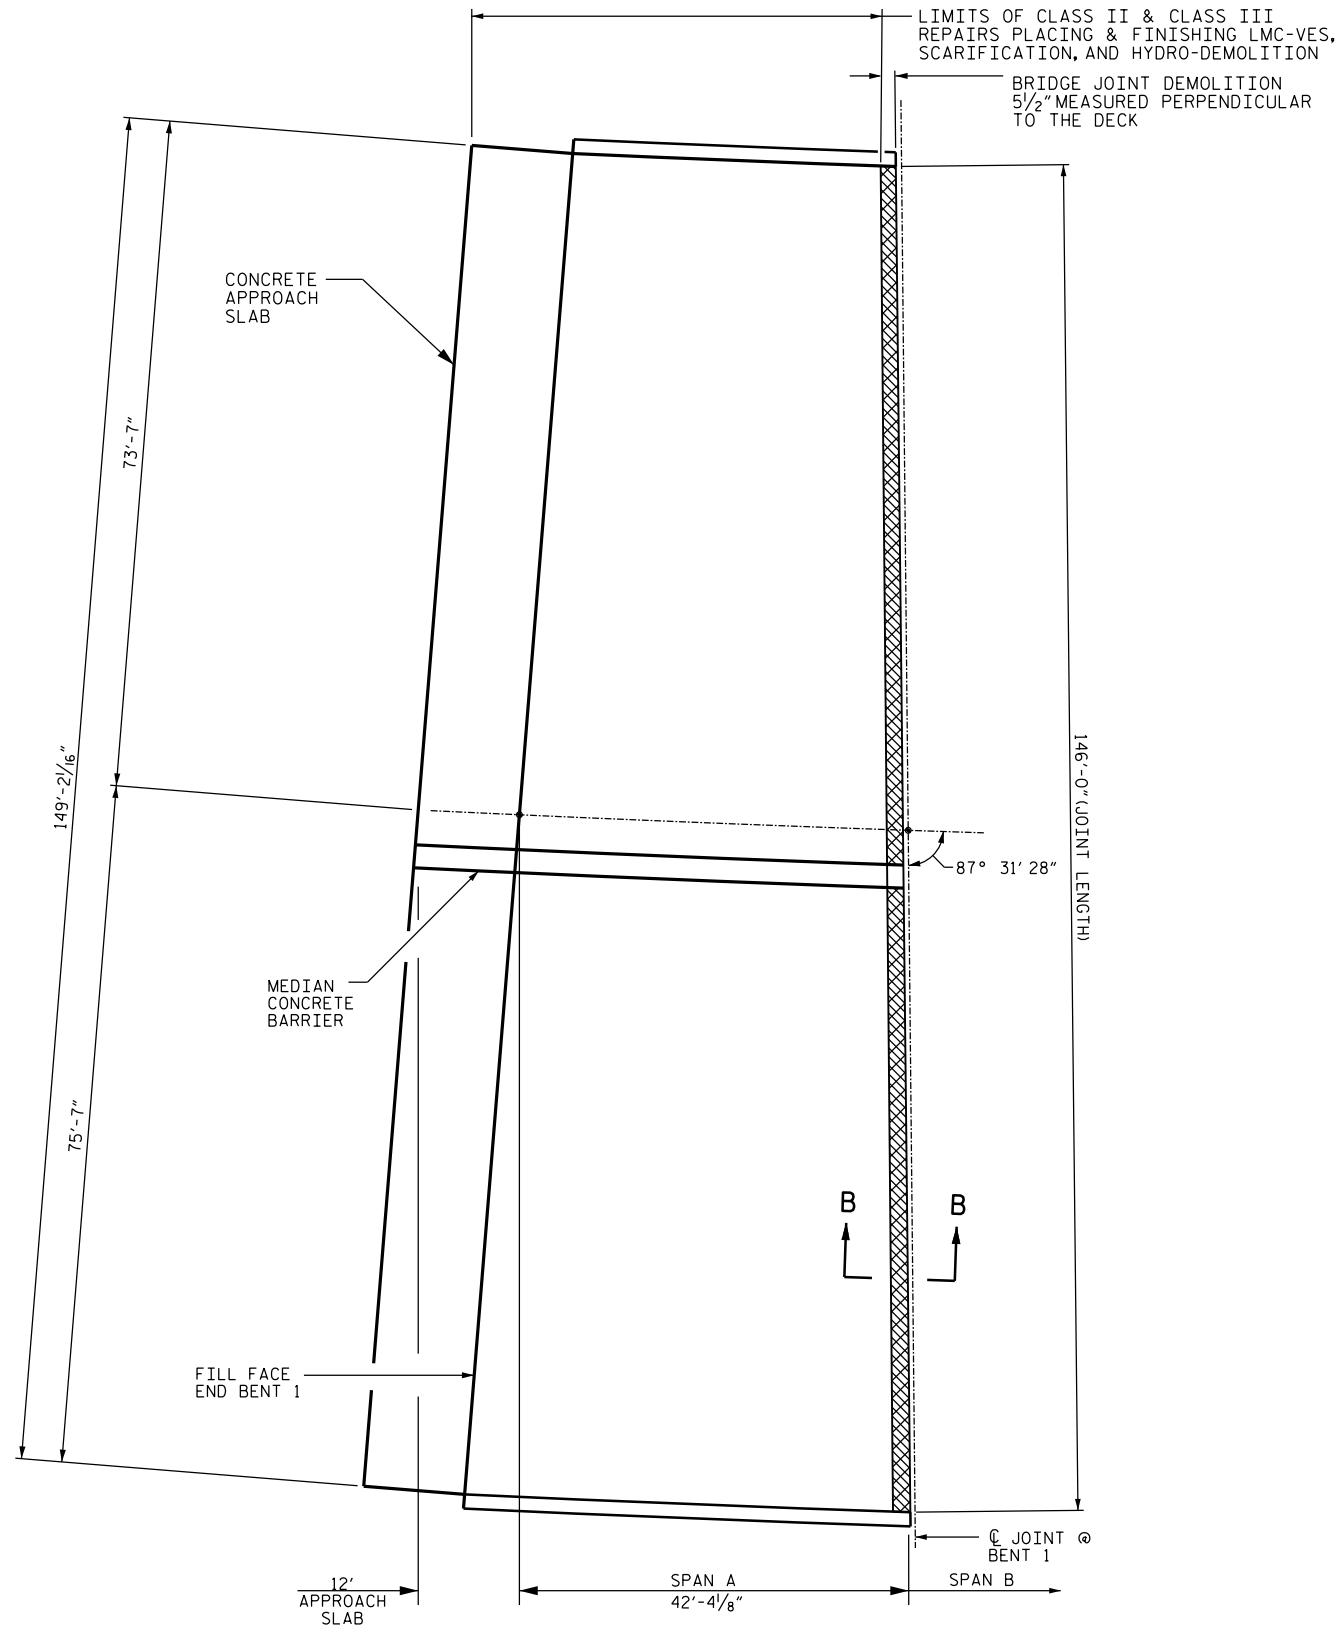 LIMITS OF CLASS II & CLASS III
REPAIRS PLACING & FINISHING LMC-VES,
SCARIFICATION, AND HYDRO-DEMOLITION
BRIDGE JOINT DEMOLITION
5½" MEASURED PERPENDICULAR
TO THE DECK
CONCRETE
APPROACH
SLAB
73'-7"
149'-2¹⁄₁₆"
146'-0" (JOINT LENGTH)
87° 31' 28"
MEDIAN
CONCRETE
BARRIER
75'-7"
B
B
FILL FACE
END BENT 1
℄ JOINT @
BENT 1
12'
APPROACH
SLAB
SPAN A
42'-4⅛"
SPAN B